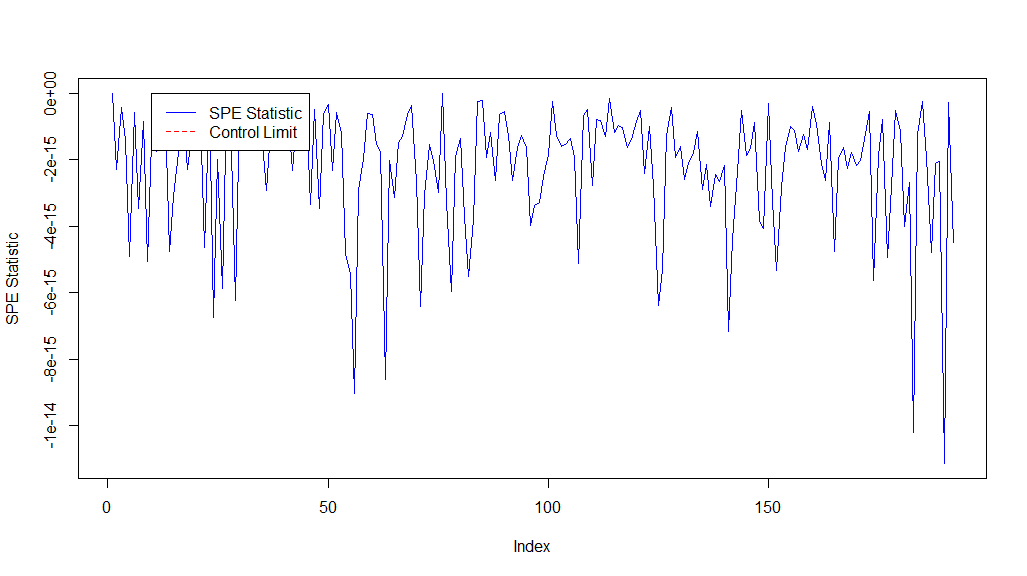 SPE Statistic
Control Limit
SPE Statistic
0e+00
-2e-15
-4e-15
-6e-15
-8e-15
-1e-14
0
50
100
150
Index